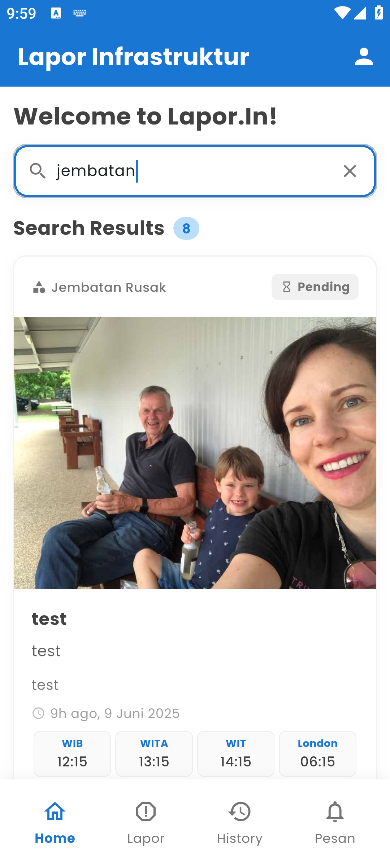 9:59
Lapor Infrastruktur
Welcome to Lapor.In!
jembatan
Search Results 8
Jembatan Rusak Pending
test
test
test
9h ago, 9 Juni 2025
WIB WITA WIT London
12:15 13:15 14:15 06:15
Home Lapor History Pesan